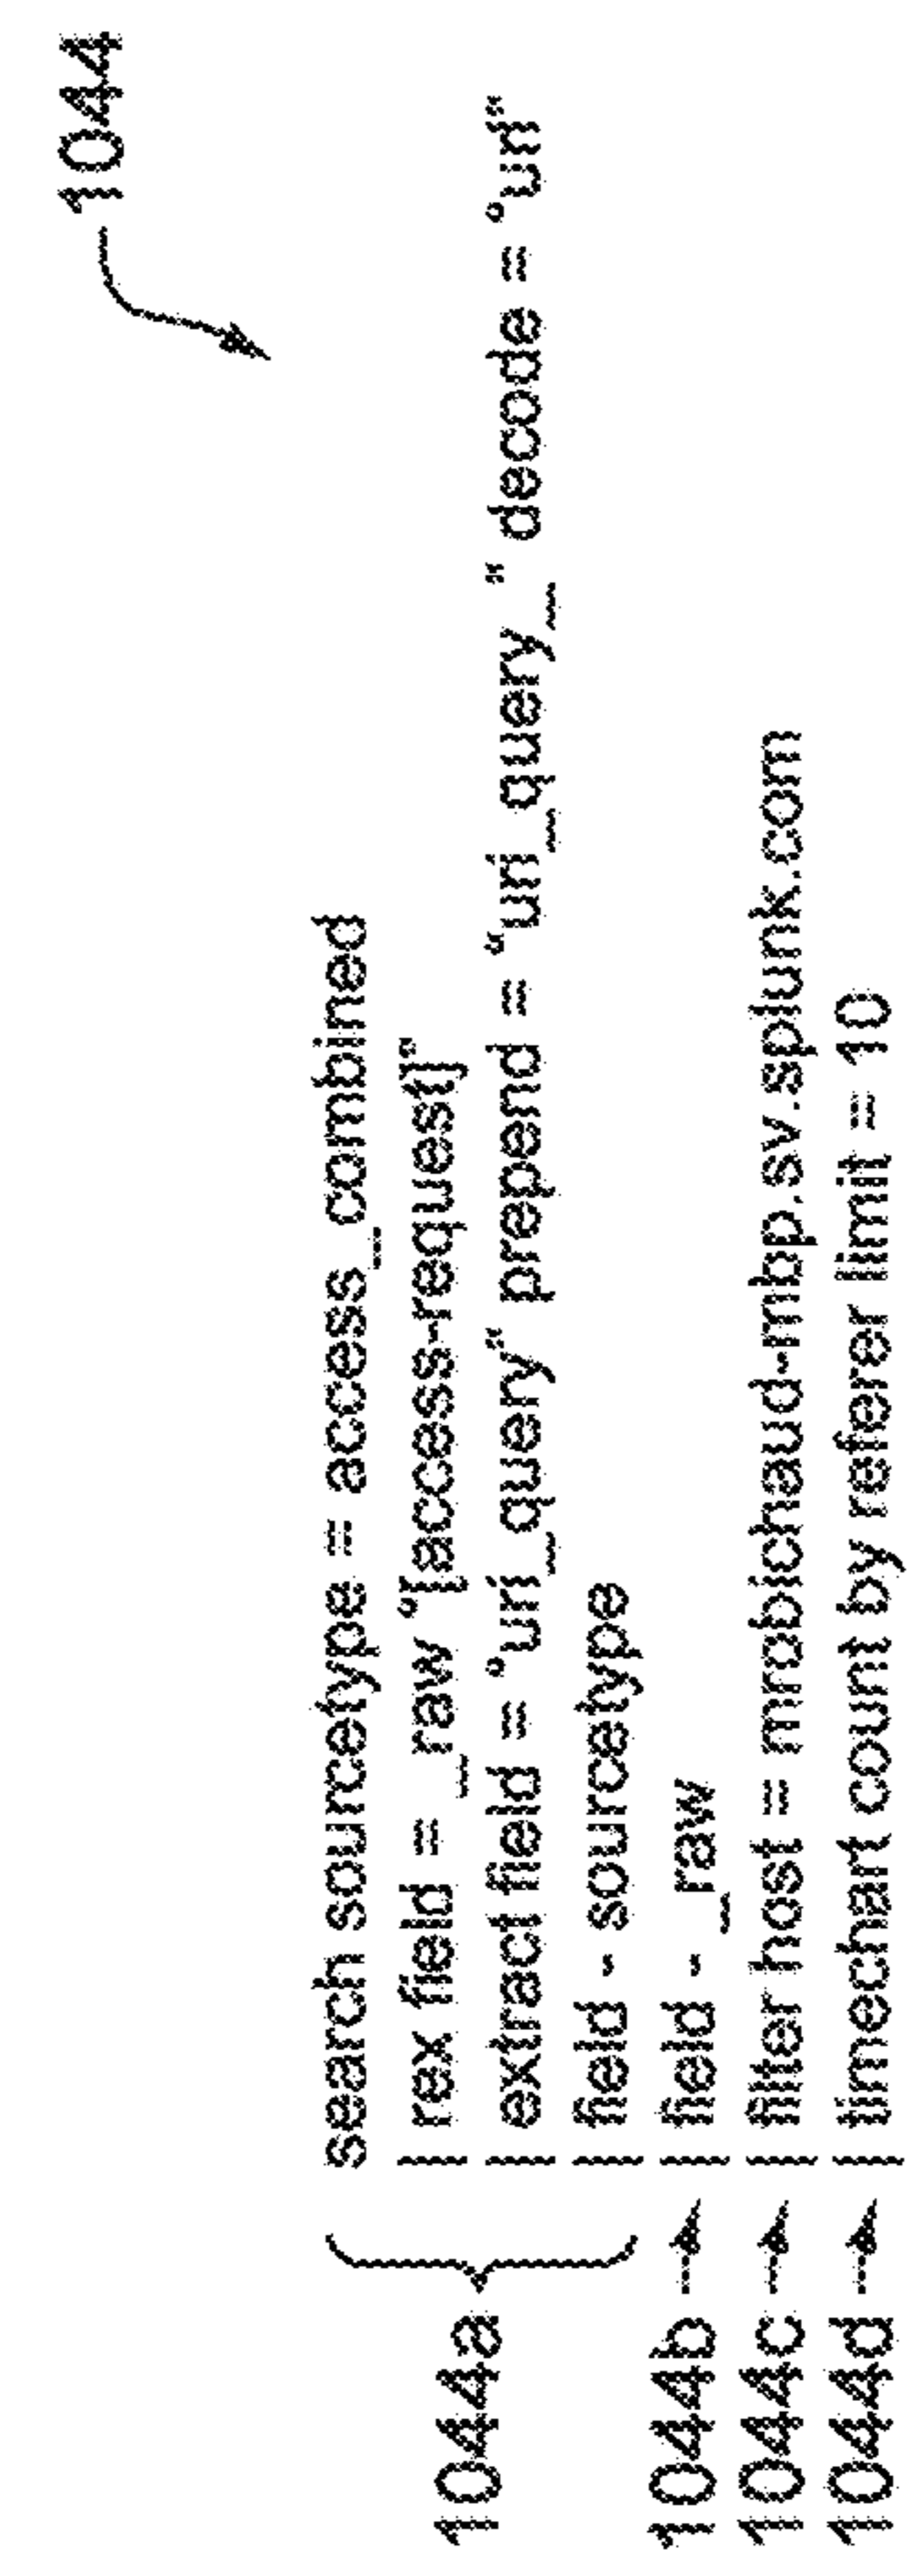 1044
search sourcetype = access_combined
| rex field = _raw “[[access-request]]“
| extract field = “uri_query“ prepend = “uri_query_" decode = “uri“
1044a
| field - sourcetype
1044b | field - _raw
1044c | filter host = mrobichaud-mbp.sv.splunk.com
1044d | timechart count by referer limit = 10